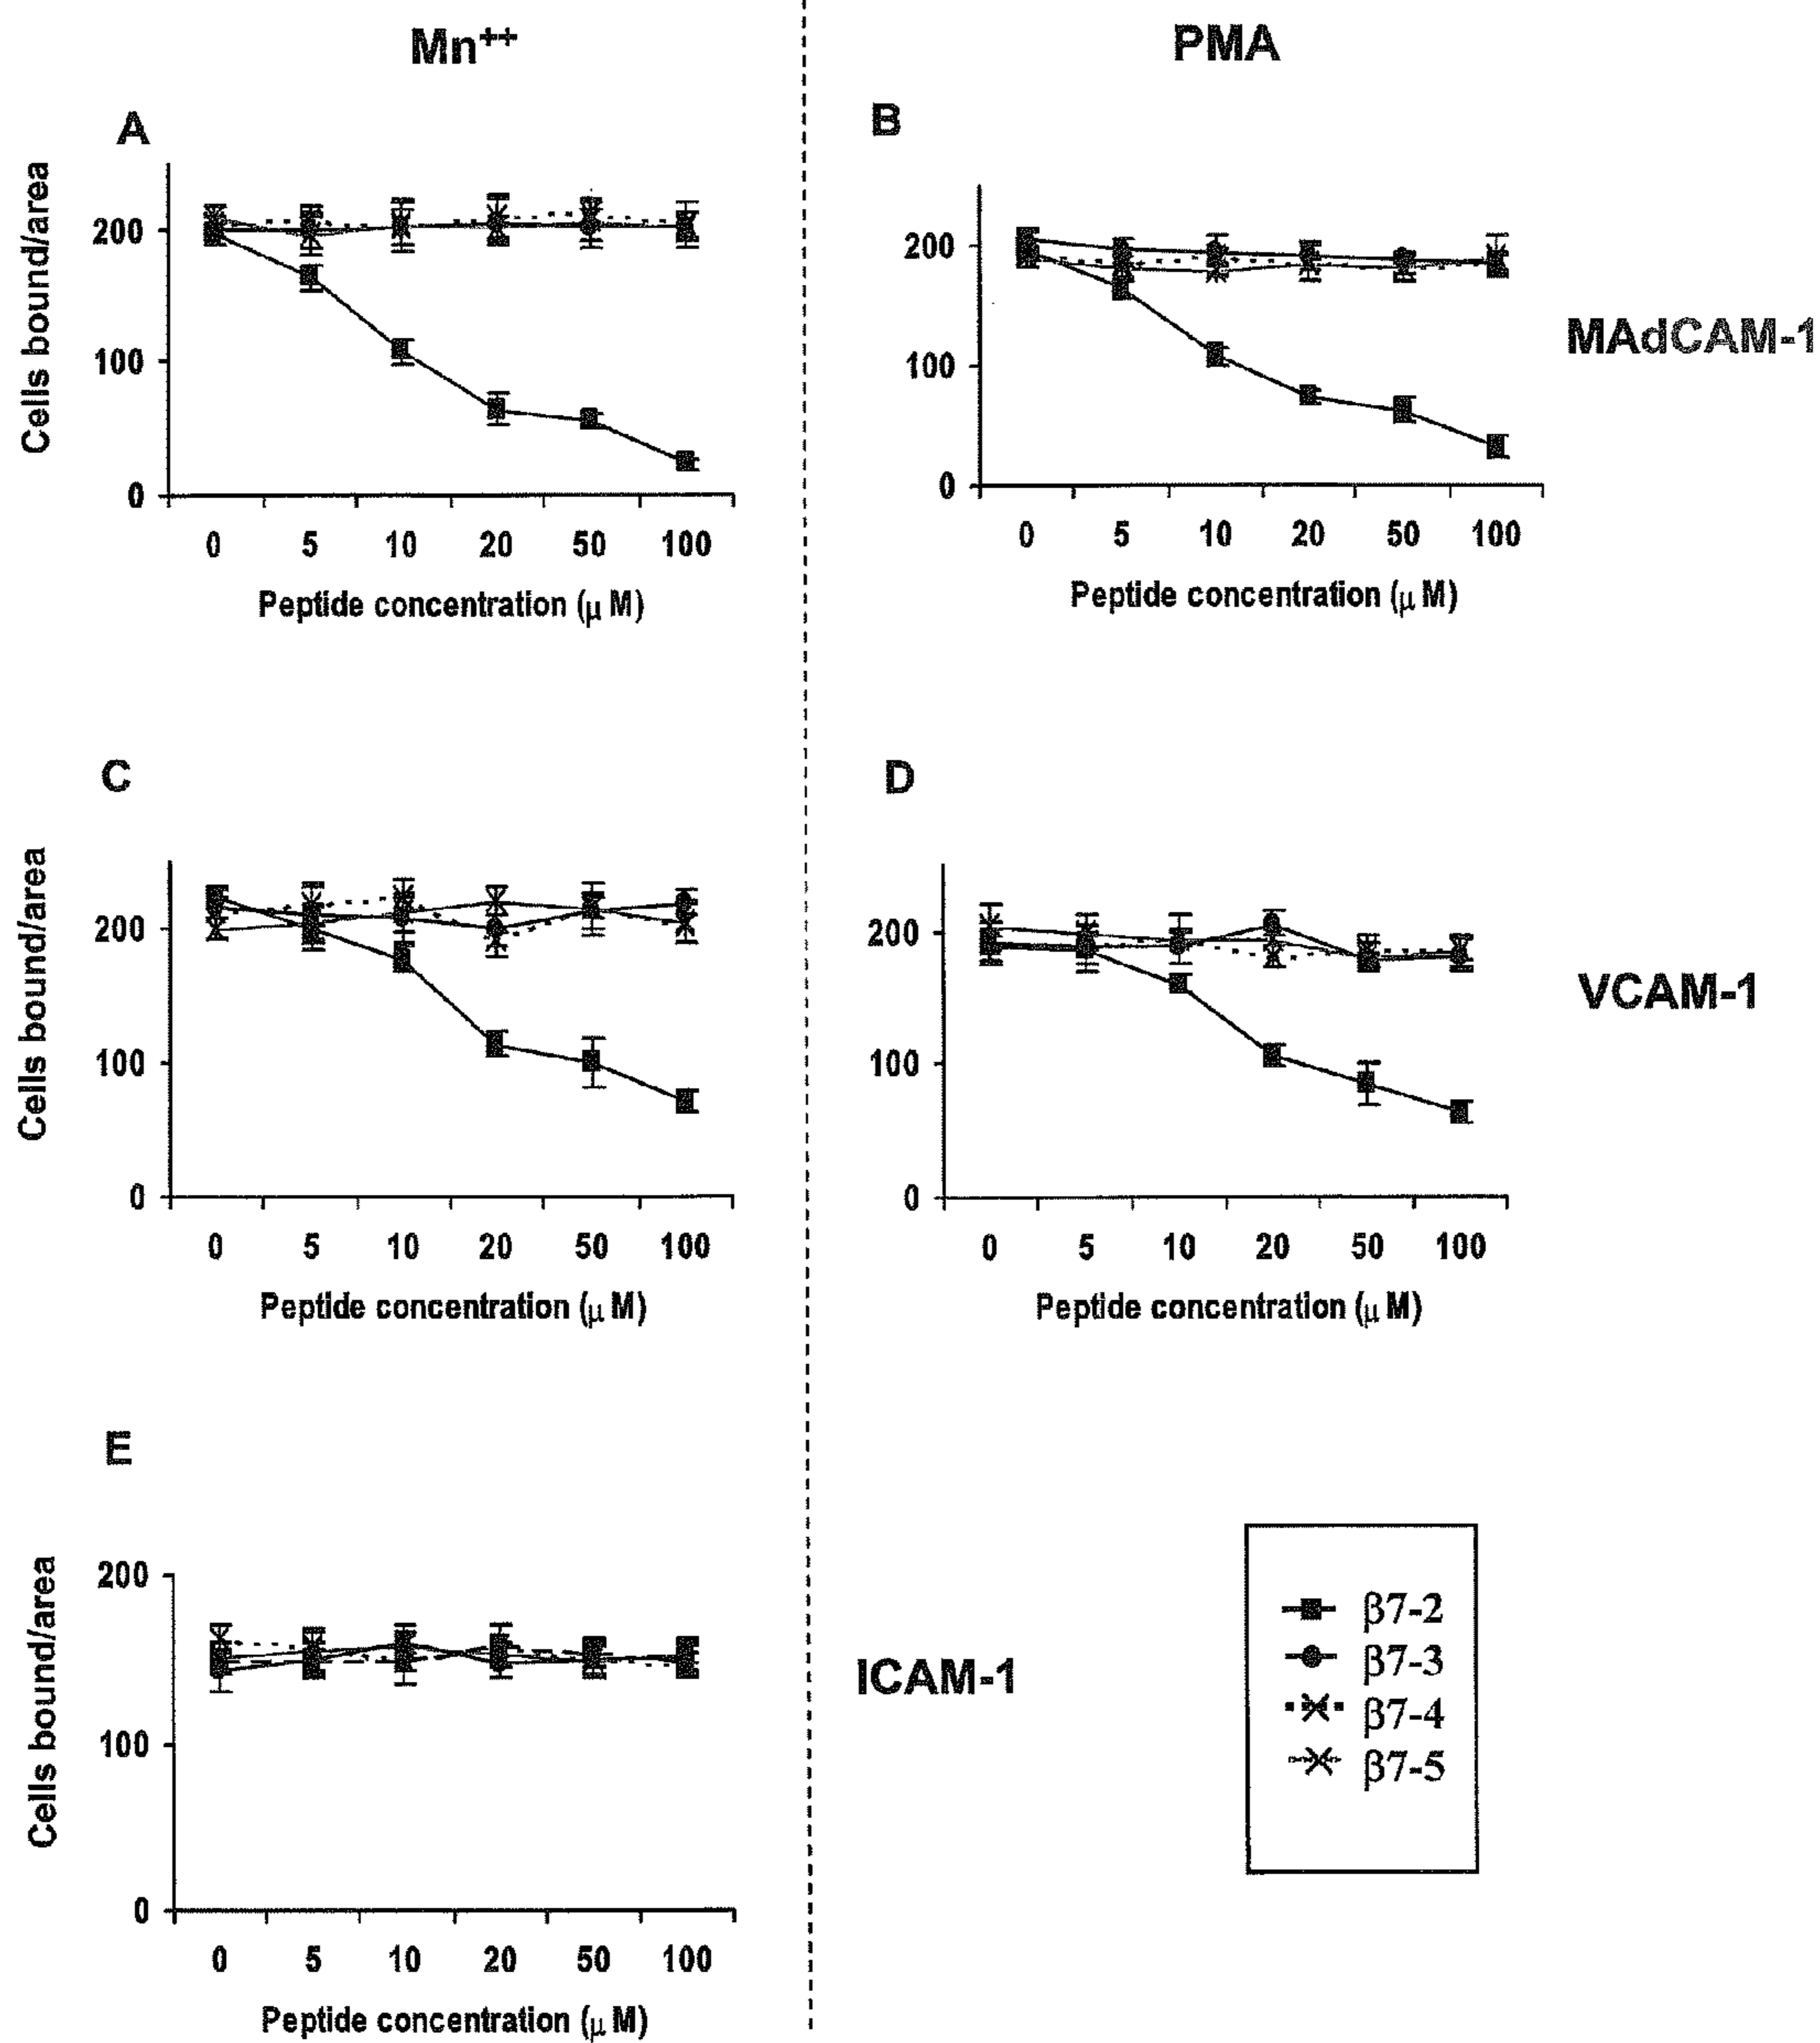 Mn++
PMA
A
Cells bound/area
200
100
0
0 5 10 20 50 100
Peptide concentration (μ M)
B
200
100
0
0 5 10 20 50 100
Peptide concentration (μ M)
MAdCAM-1
C
Cells bound/area
200
100
0
0 5 10 20 50 100
Peptide concentration (μ M)
D
200
100
0
0 5 10 20 50 100
Peptide concentration (μ M)
VCAM-1
E
Cells bound/area
200
100
0
0 5 10 20 50 100
Peptide concentration (μ M)
ICAM-1
β7-2
β7-3
β7-4
β7-5